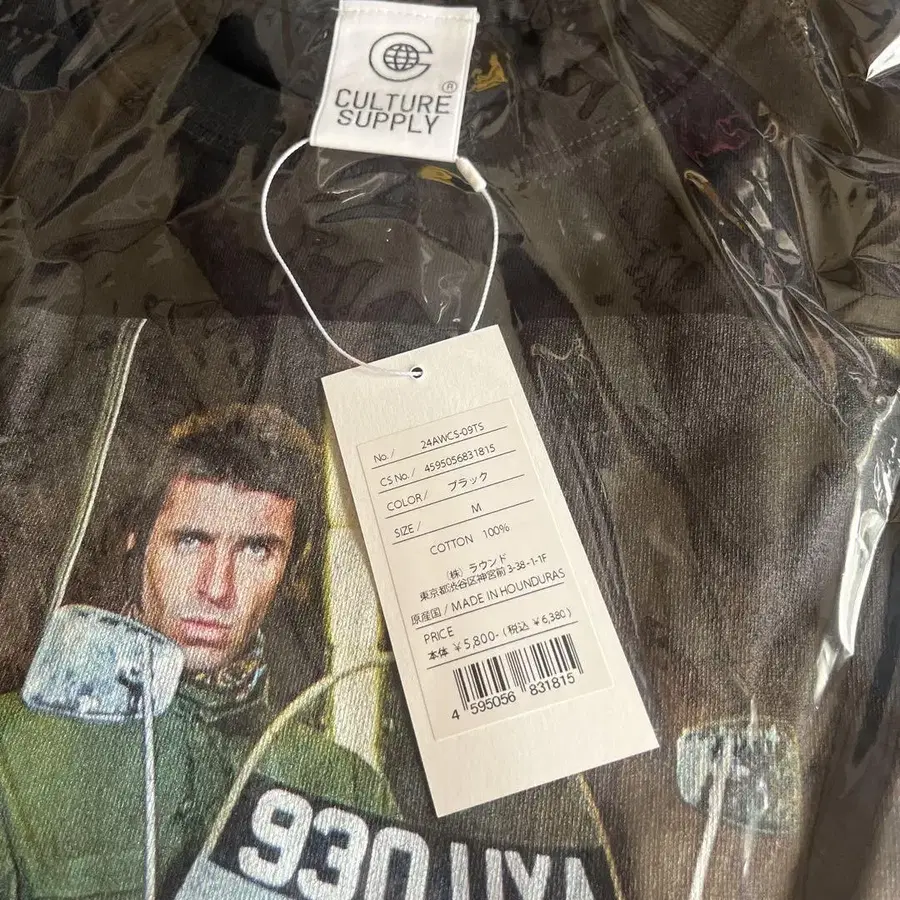 CULTURE
SUPPLY
®
No./ 24AWCS-09TS
CS No./ 4595056831815
COLOR/ ブラック
SIZE/ M
COTTON 100%
(株) ラウンド
東京都渋谷区神宮前 3-38-1-1F
原産国 / MADE IN HOUNDURAS
PRICE
本体 ¥5,800- (税込 ¥6,380)
4 595056 831815
930